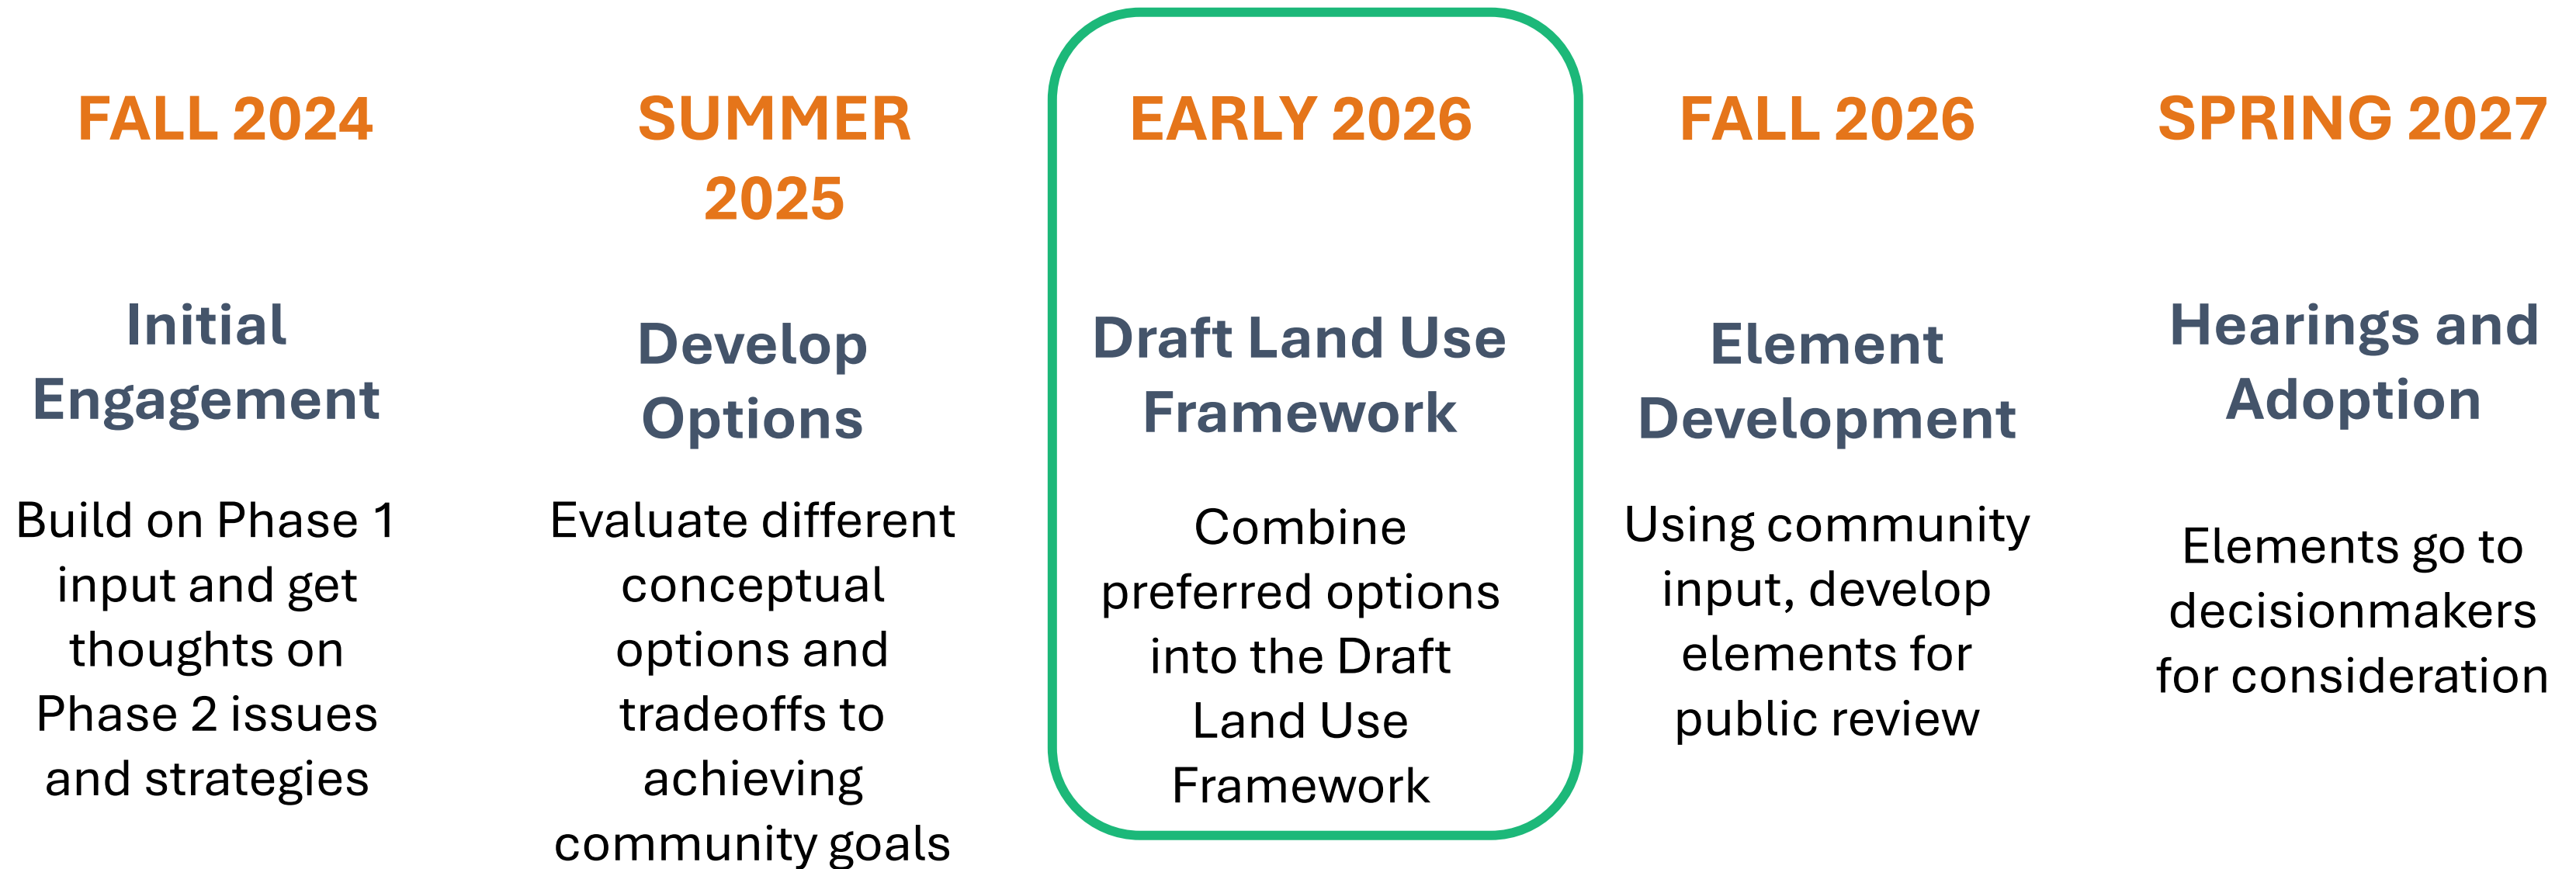 FALL 2024
Initial
Engagement
Build on Phase 1
input and get
thoughts on
Phase 2 issues
and strategies
SUMMER
2025
Develop
Options
Evaluate different
conceptual
options and
tradeoffs to
achieving
community goals
EARLY 2026
Draft Land Use
Framework
Combine
preferred options
into the Draft
Land Use
Framework
FALL 2026
Element
Development
Using community
input, develop
elements for
public review
SPRING 2027
Hearings and
Adoption
Elements go to
decisionmakers
for consideration